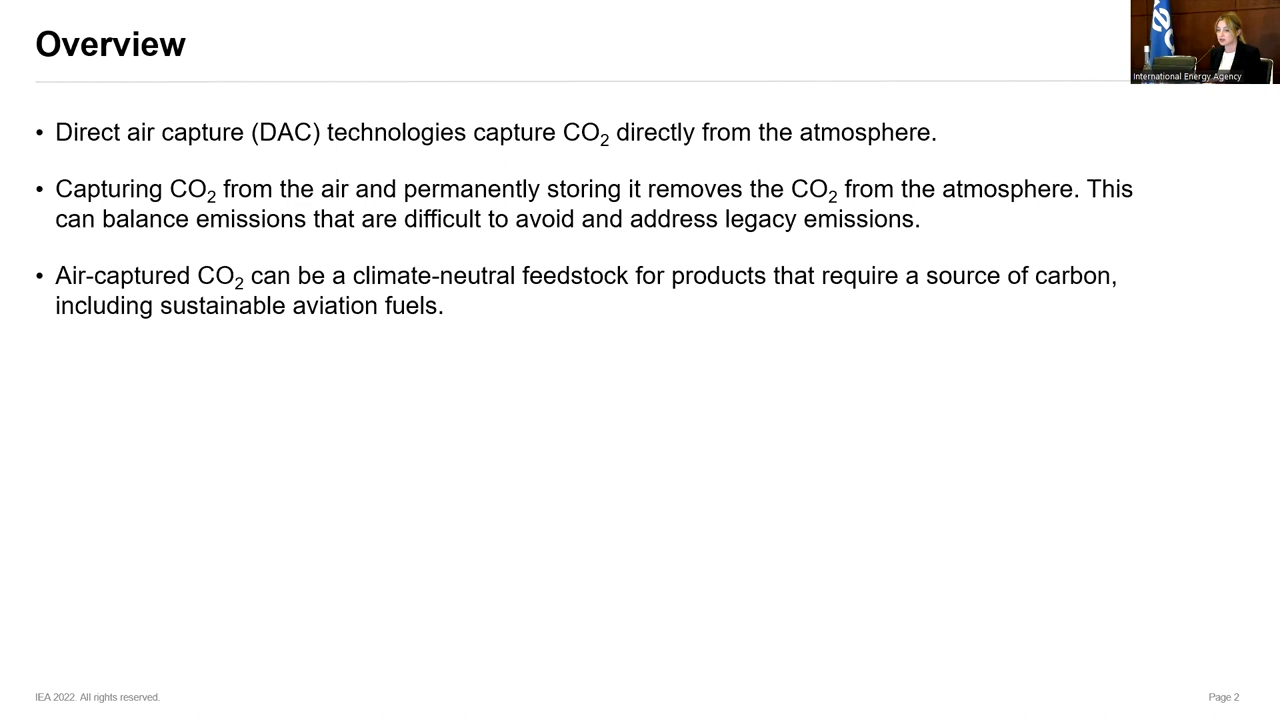 Overview
International Energy Agency
• Direct air capture (DAC) technologies capture CO₂ directly from the atmosphere.
• Capturing CO₂ from the air and permanently storing it removes the CO₂ from the atmosphere. This
can balance emissions that are difficult to avoid and address legacy emissions.
• Air-captured CO₂ can be a climate-neutral feedstock for products that require a source of carbon,
including sustainable aviation fuels.
IEA 2022. All rights reserved.
Page 2